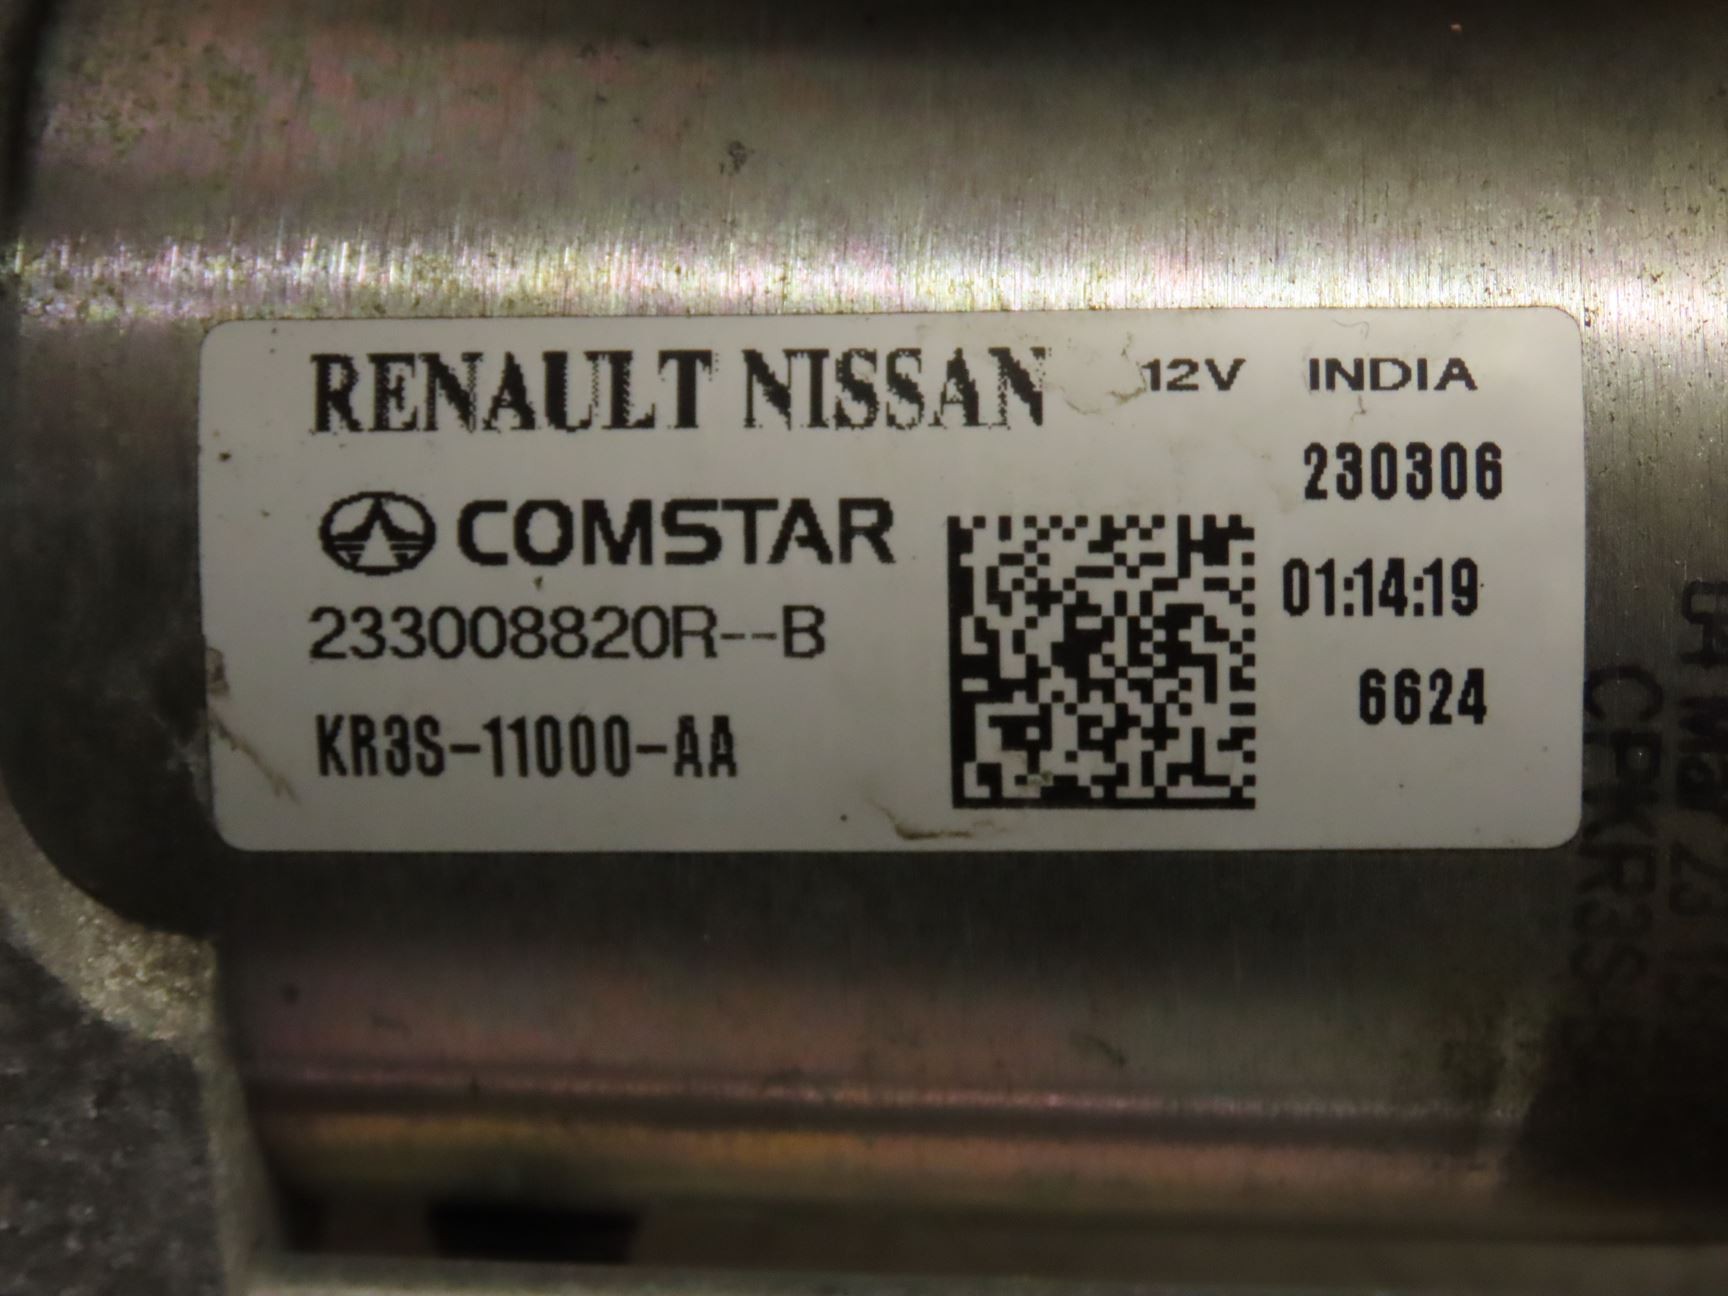 RENAULT NISSAN 12V INDIA
230306
COMSTAR
01:14:19
233008820R--B
6624
KR3S-11000-AA